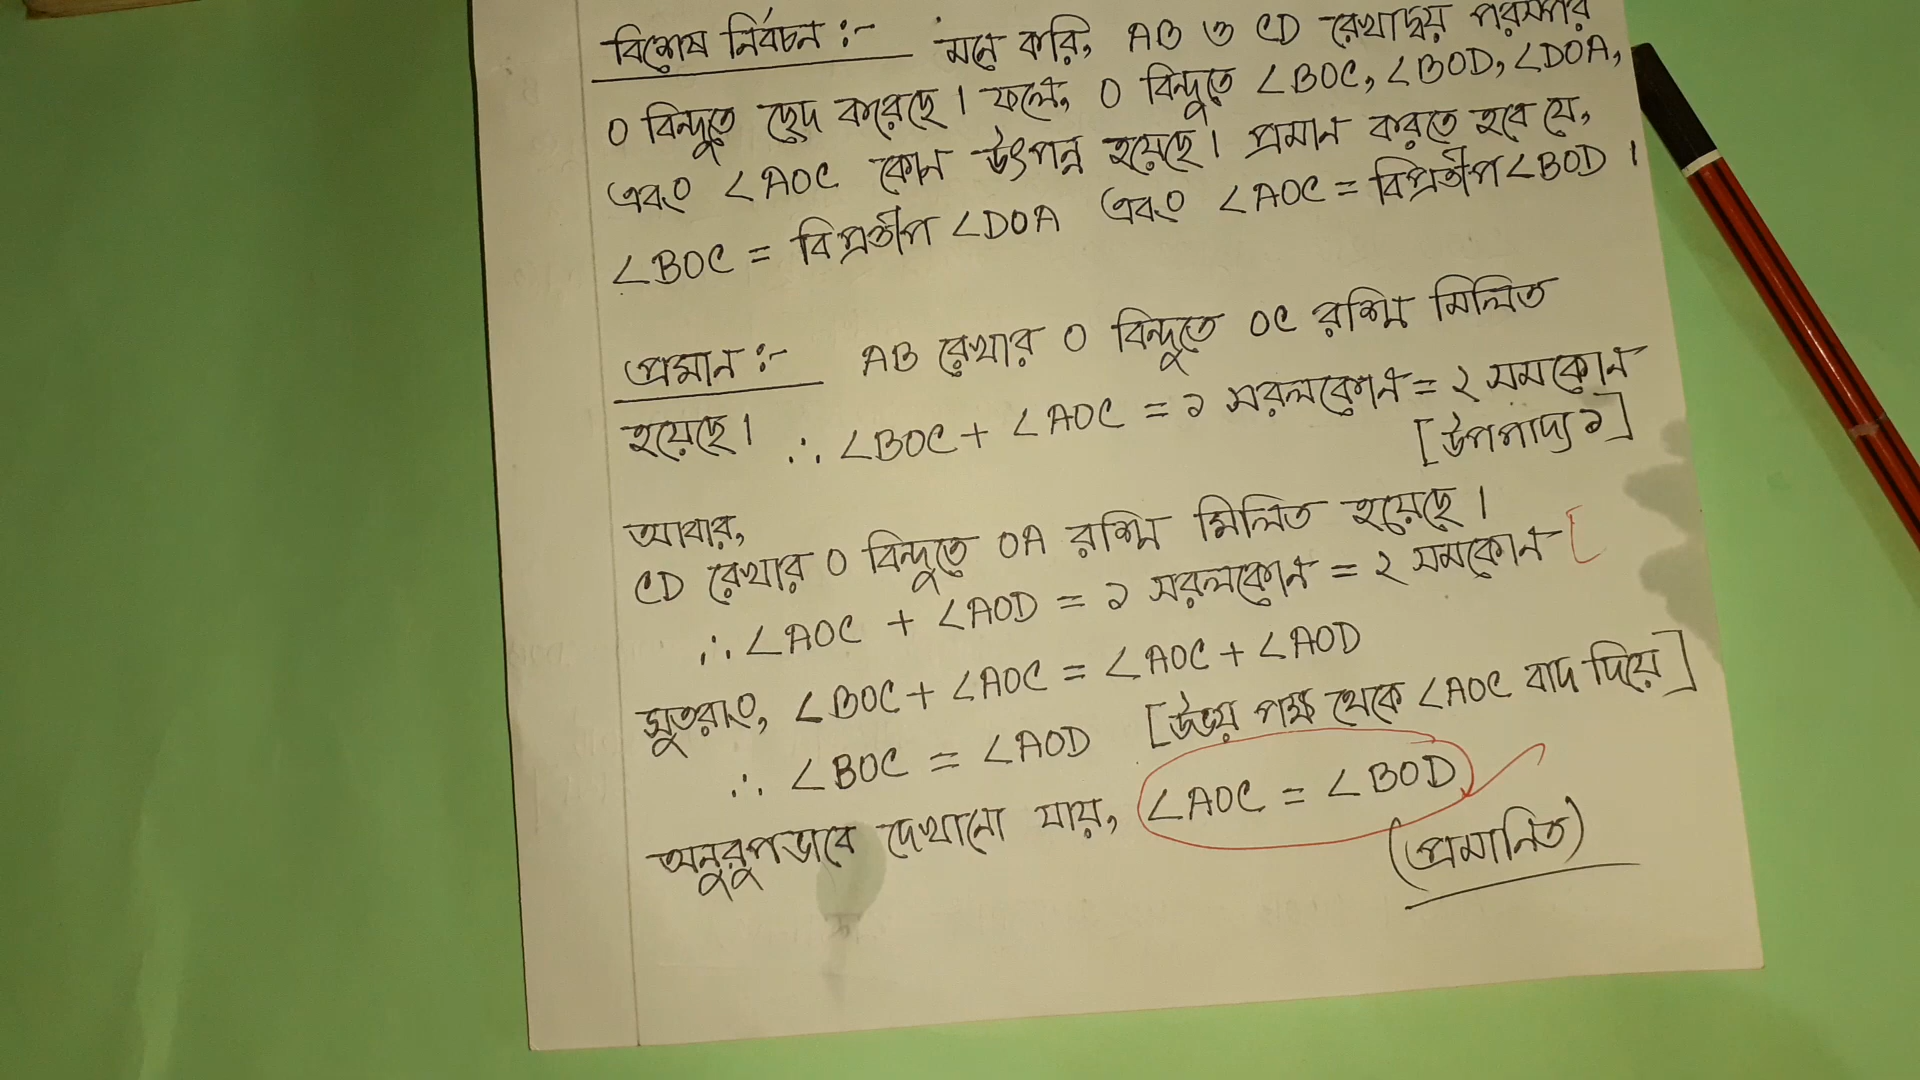 বিশেষ নির্বচন :- মনে করি, AB ও CD রেখাদ্বয় পরস্পর
O বিন্দুতে ছেদ করেছে। ফলে, O বিন্দুতে ∠BOC, ∠BOD, ∠DOA,
এবং ∠AOC কোন উৎপন্ন হয়েছে। প্রমান করতে হবে যে,
∠BOC = বিপ্রতীপ ∠DOA এবং ∠AOC = বিপ্রতীপ ∠BOD ।
প্রমান :- AB রেখার O বিন্দুতে OC রশ্মি মিলিত
হয়েছে। ∴ ∠BOC + ∠AOC = ১ সরলকোন = ২ সমকোন
[উপপাদ্য ১]
আবার,
CD রেখার O বিন্দুতে OA রশ্মি মিলিত হয়েছে।
∴ ∠AOC + ∠AOD = ১ সরলকোন = ২ সমকোন [
সুতরাং, ∠BOC + ∠AOC = ∠AOC + ∠AOD
∴ ∠BOC = ∠AOD [উভয় পক্ষ থেকে ∠AOC বাদ দিয়ে]
অনুরুপভাবে দেখানো যায়, ∠AOC = ∠BOD
(প্রমানিত)